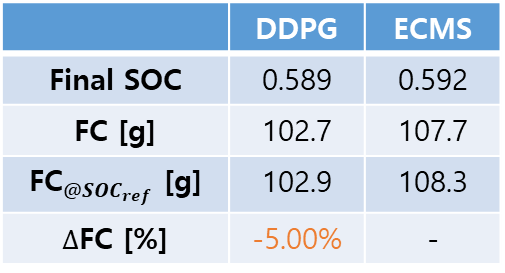 DDPG ECMS
Final SOC 0.589 0.592
FC [g] 102.7 107.7
FC@SOCref [g] 102.9 108.3
ΔFC [%] -5.00% -